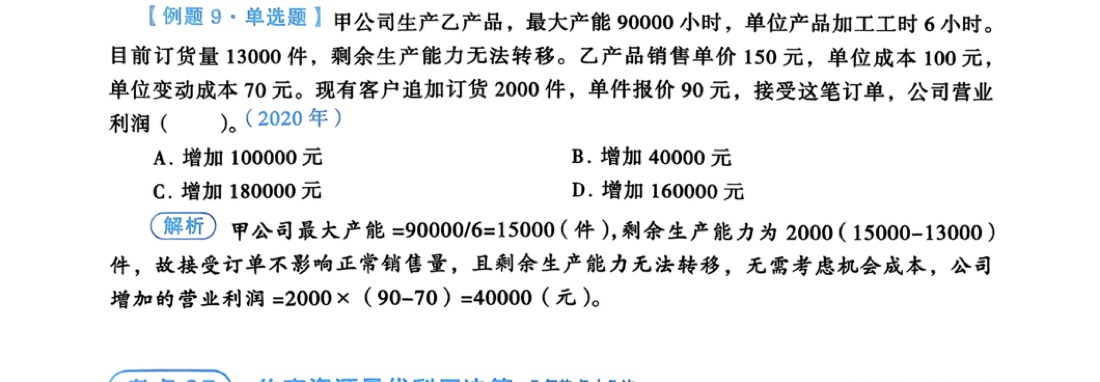 【例题 9·单选题】甲公司生产乙产品，最大产能 90000 小时，单位产品加工工时 6 小时。
目前订货量 13000 件，剩余生产能力无法转移。乙产品销售单价 150 元，单位成本 100 元，
单位变动成本 70 元。现有客户追加订货 2000 件，单件报价 90 元，接受这笔订单，公司营业
利润（　　）。（2020 年）
A. 增加 100000 元　　B. 增加 40000 元
C. 增加 180000 元　　D. 增加 160000 元
解析 甲公司最大产能 =90000/6=15000（件），剩余生产能力为 2000（15000-13000）
件，故接受订单不影响正常销售量，且剩余生产能力无法转移，无需考虑机会成本，公司
增加的营业利润 =2000×（90-70）=40000（元）。